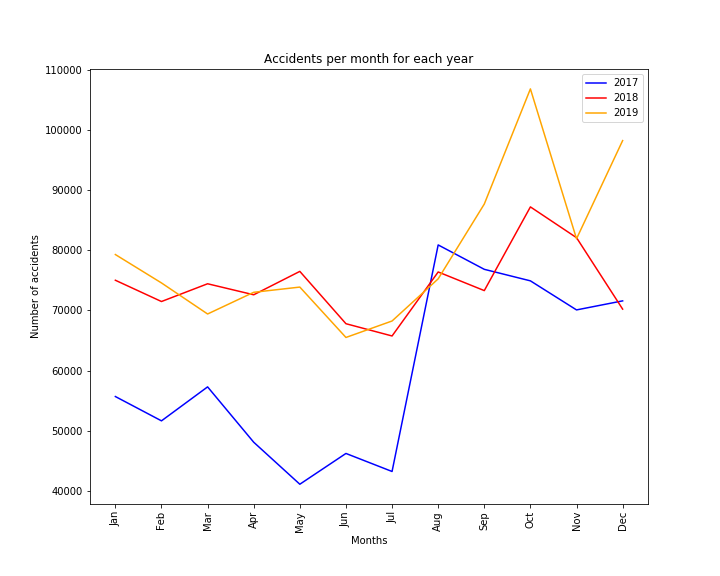 Accidents per month for each year
110000
100000
90000
80000
70000
60000
50000
40000
Number of accidents
2017
2018
2019
Jan
Feb
Mar
Apr
May
Jun
Jul
Aug
Sep
Oct
Nov
Dec
Months